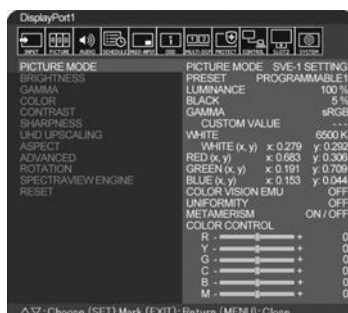 DisplayPort1
INPUT PICTURE AUDIO SCHEDULE MULTI INPUT OSD MULTI-DSP PROTECT CONTROL SLOT2 SYSTEM
PICTURE MODE
BRIGHTNESS
GAMMA
COLOR
CONTRAST
SHARPNESS
UHD UPSCALING
ASPECT
ADVANCED
ROTATION
SPECTRAVIEW ENGINE
RESET
PICTURE MODE SVE-1 SETTING
PRESET PROGRAMMABLE1
LUMINANCE 100 %
BLACK 5 %
GAMMA sRGB
CUSTOM VALUE ---
WHITE 6500 K
WHITE (x, y) x: 0.279 y: 0.292
RED (x, y) x: 0.683 y: 0.306
GREEN (x, y) x: 0.191 y: 0.709
BLUE (x, y) x: 0.153 y: 0.044
COLOR VISION EMU OFF
UNIFORMITY OFF
METAMERISM ON / OFF
COLOR CONTROL
R - + 0
Y - + 0
G - + 0
C - + 0
B - + 0
M - + 0
△▽: Choose (SET) Mark (EXIT): Return (MENU): Close